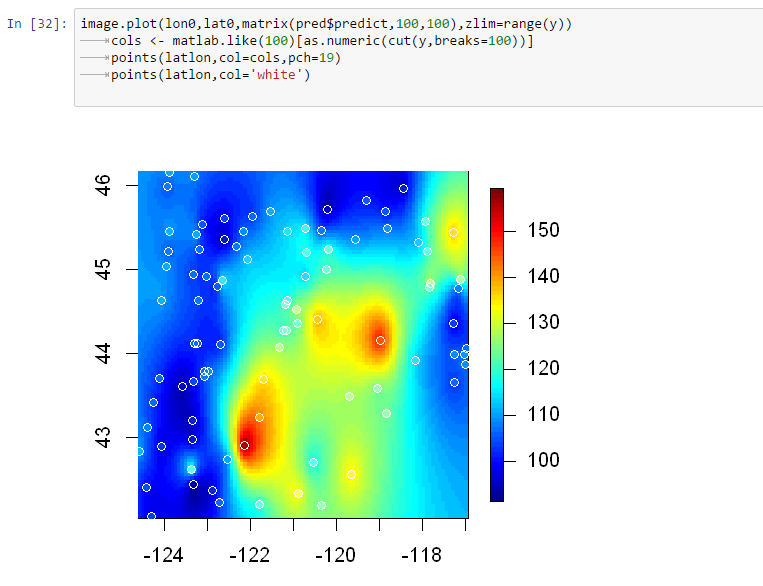 In [32]: image.plot(lon0,lat0,matrix(pred$predict,100,100),zlim=range(y))
cols <- matlab.like(100)[as.numeric(cut(y,breaks=100))]
points(latlon,col=cols,pch=19)
points(latlon,col='white')
46
45
44
43
150
140
130
120
110
100
-124 -122 -120 -118